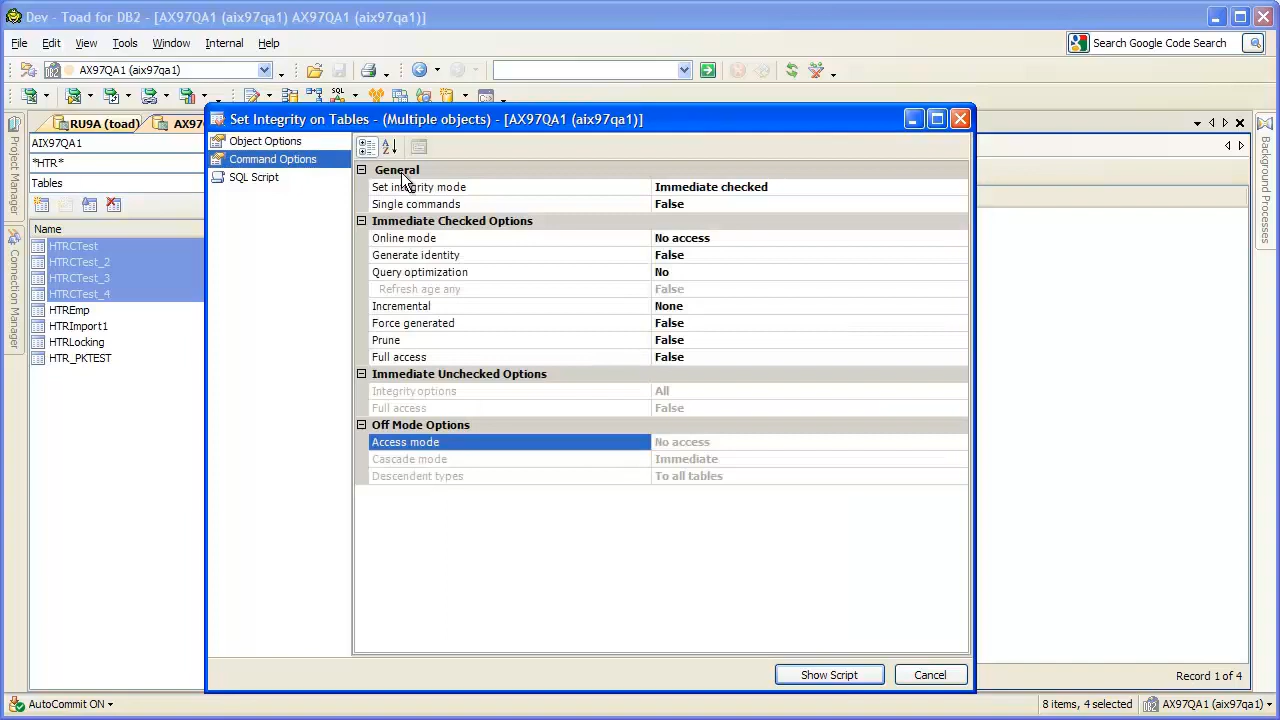 Dev - Toad for DB2 - [AX97QA1 (aix97qa1) AX97QA1 (aix97qa1)]
File Edit View Tools Window Internal Help
Search Google Code Search
AX97QA1 (aix97qa1)
RU9A (toad) AX97
AIX97QA1
*HTR*
Tables
Name
HTRCTest
HTRCTest_2
HTRCTest_3
HTRCTest_4
HTREmp
HTRImport1
HTRLocking
HTR_PKTEST
Project Manager
Connection Manager
Background Processes
Set Integrity on Tables - (Multiple objects) - [AX97QA1 (aix97qa1)]
Object Options
Command Options
SQL Script
General
Set integrity mode Immediate checked
Single commands False
Immediate Checked Options
Online mode No access
Generate identity False
Query optimization No
Refresh age any False
Incremental None
Force generated False
Prune False
Full access False
Immediate Unchecked Options
Integrity options All
Full access False
Off Mode Options
Access mode No access
Cascade mode Immediate
Descendent types To all tables
Show Script Cancel
Record 1 of 4
AutoCommit ON 8 items, 4 selected AX97QA1 (aix97qa1)